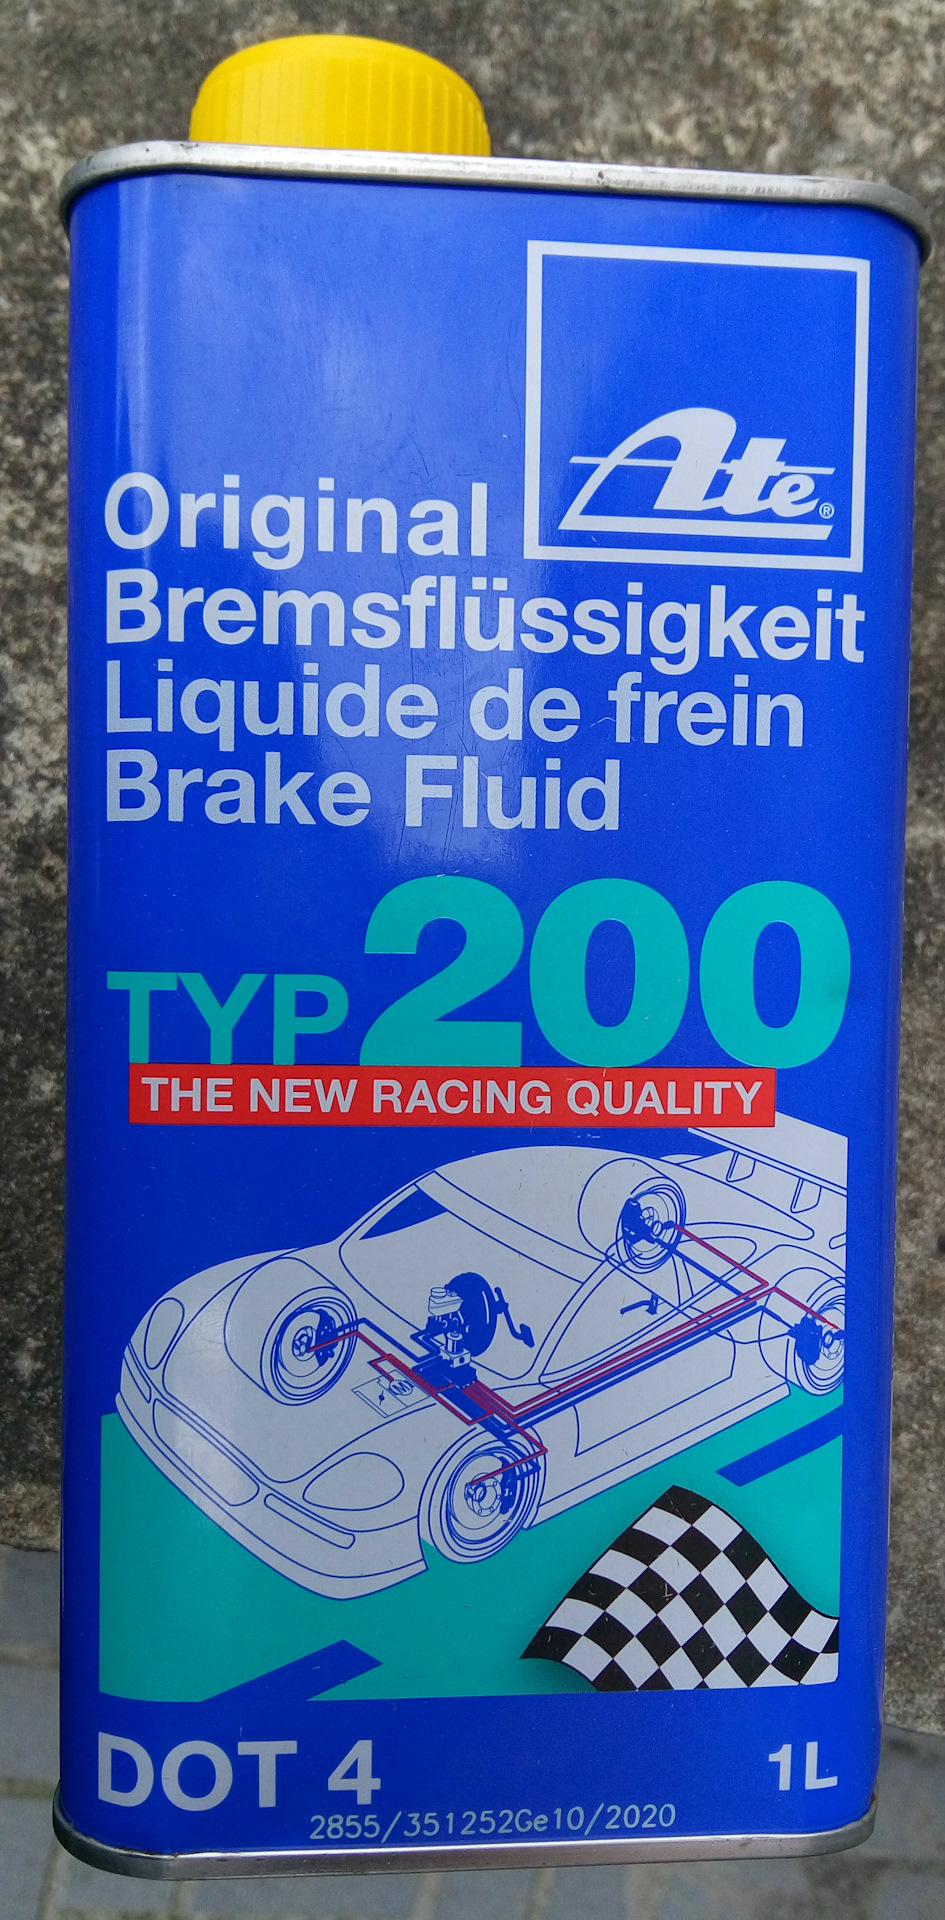 Ate®
Original
Bremsflüssigkeit
Liquide de frein
Brake Fluid
TYP 200
THE NEW RACING QUALITY
M
DOT 4
1L
2855/351252Ge10/2020